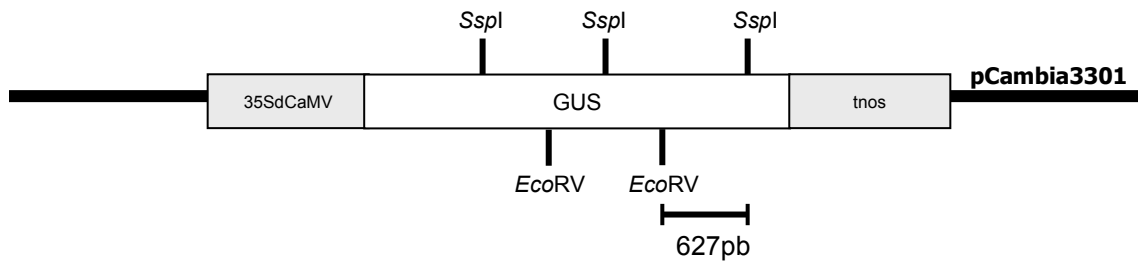 SspI SspI SspI
pCambia3301
35SdCaMV GUS tnos
EcoRV EcoRV
627pb